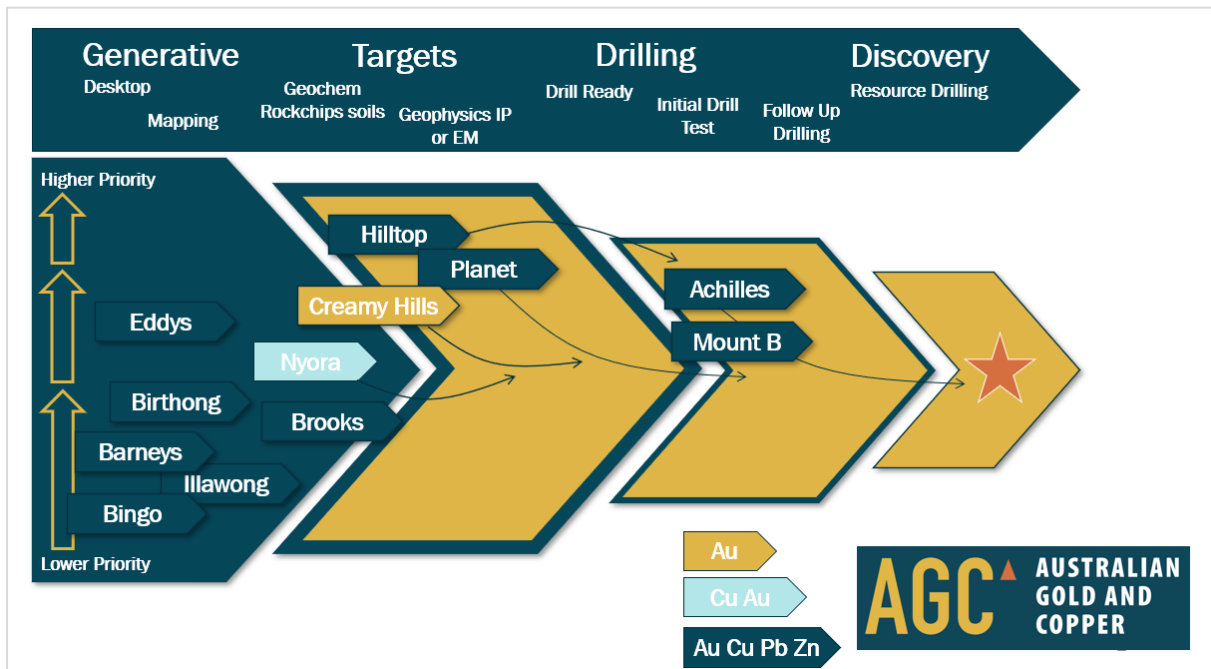 Generative
Targets
Drilling
Discovery
Desktop
Mapping
Geochem
Rockchips soils
Geophysics IP
or EM
Drill Ready
Initial Drill
Test
Follow Up
Drilling
Resource Drilling
Higher Priority
Hilltop
Planet
Creamy Hills
Achilles
Eddys
Mount B
Nyora
Birthong
Brooks
Barneys
Illawong
Bingo
Lower Priority
Au
Cu Au
Au Cu Pb Zn
AGC
AUSTRALIAN
GOLD AND
COPPER